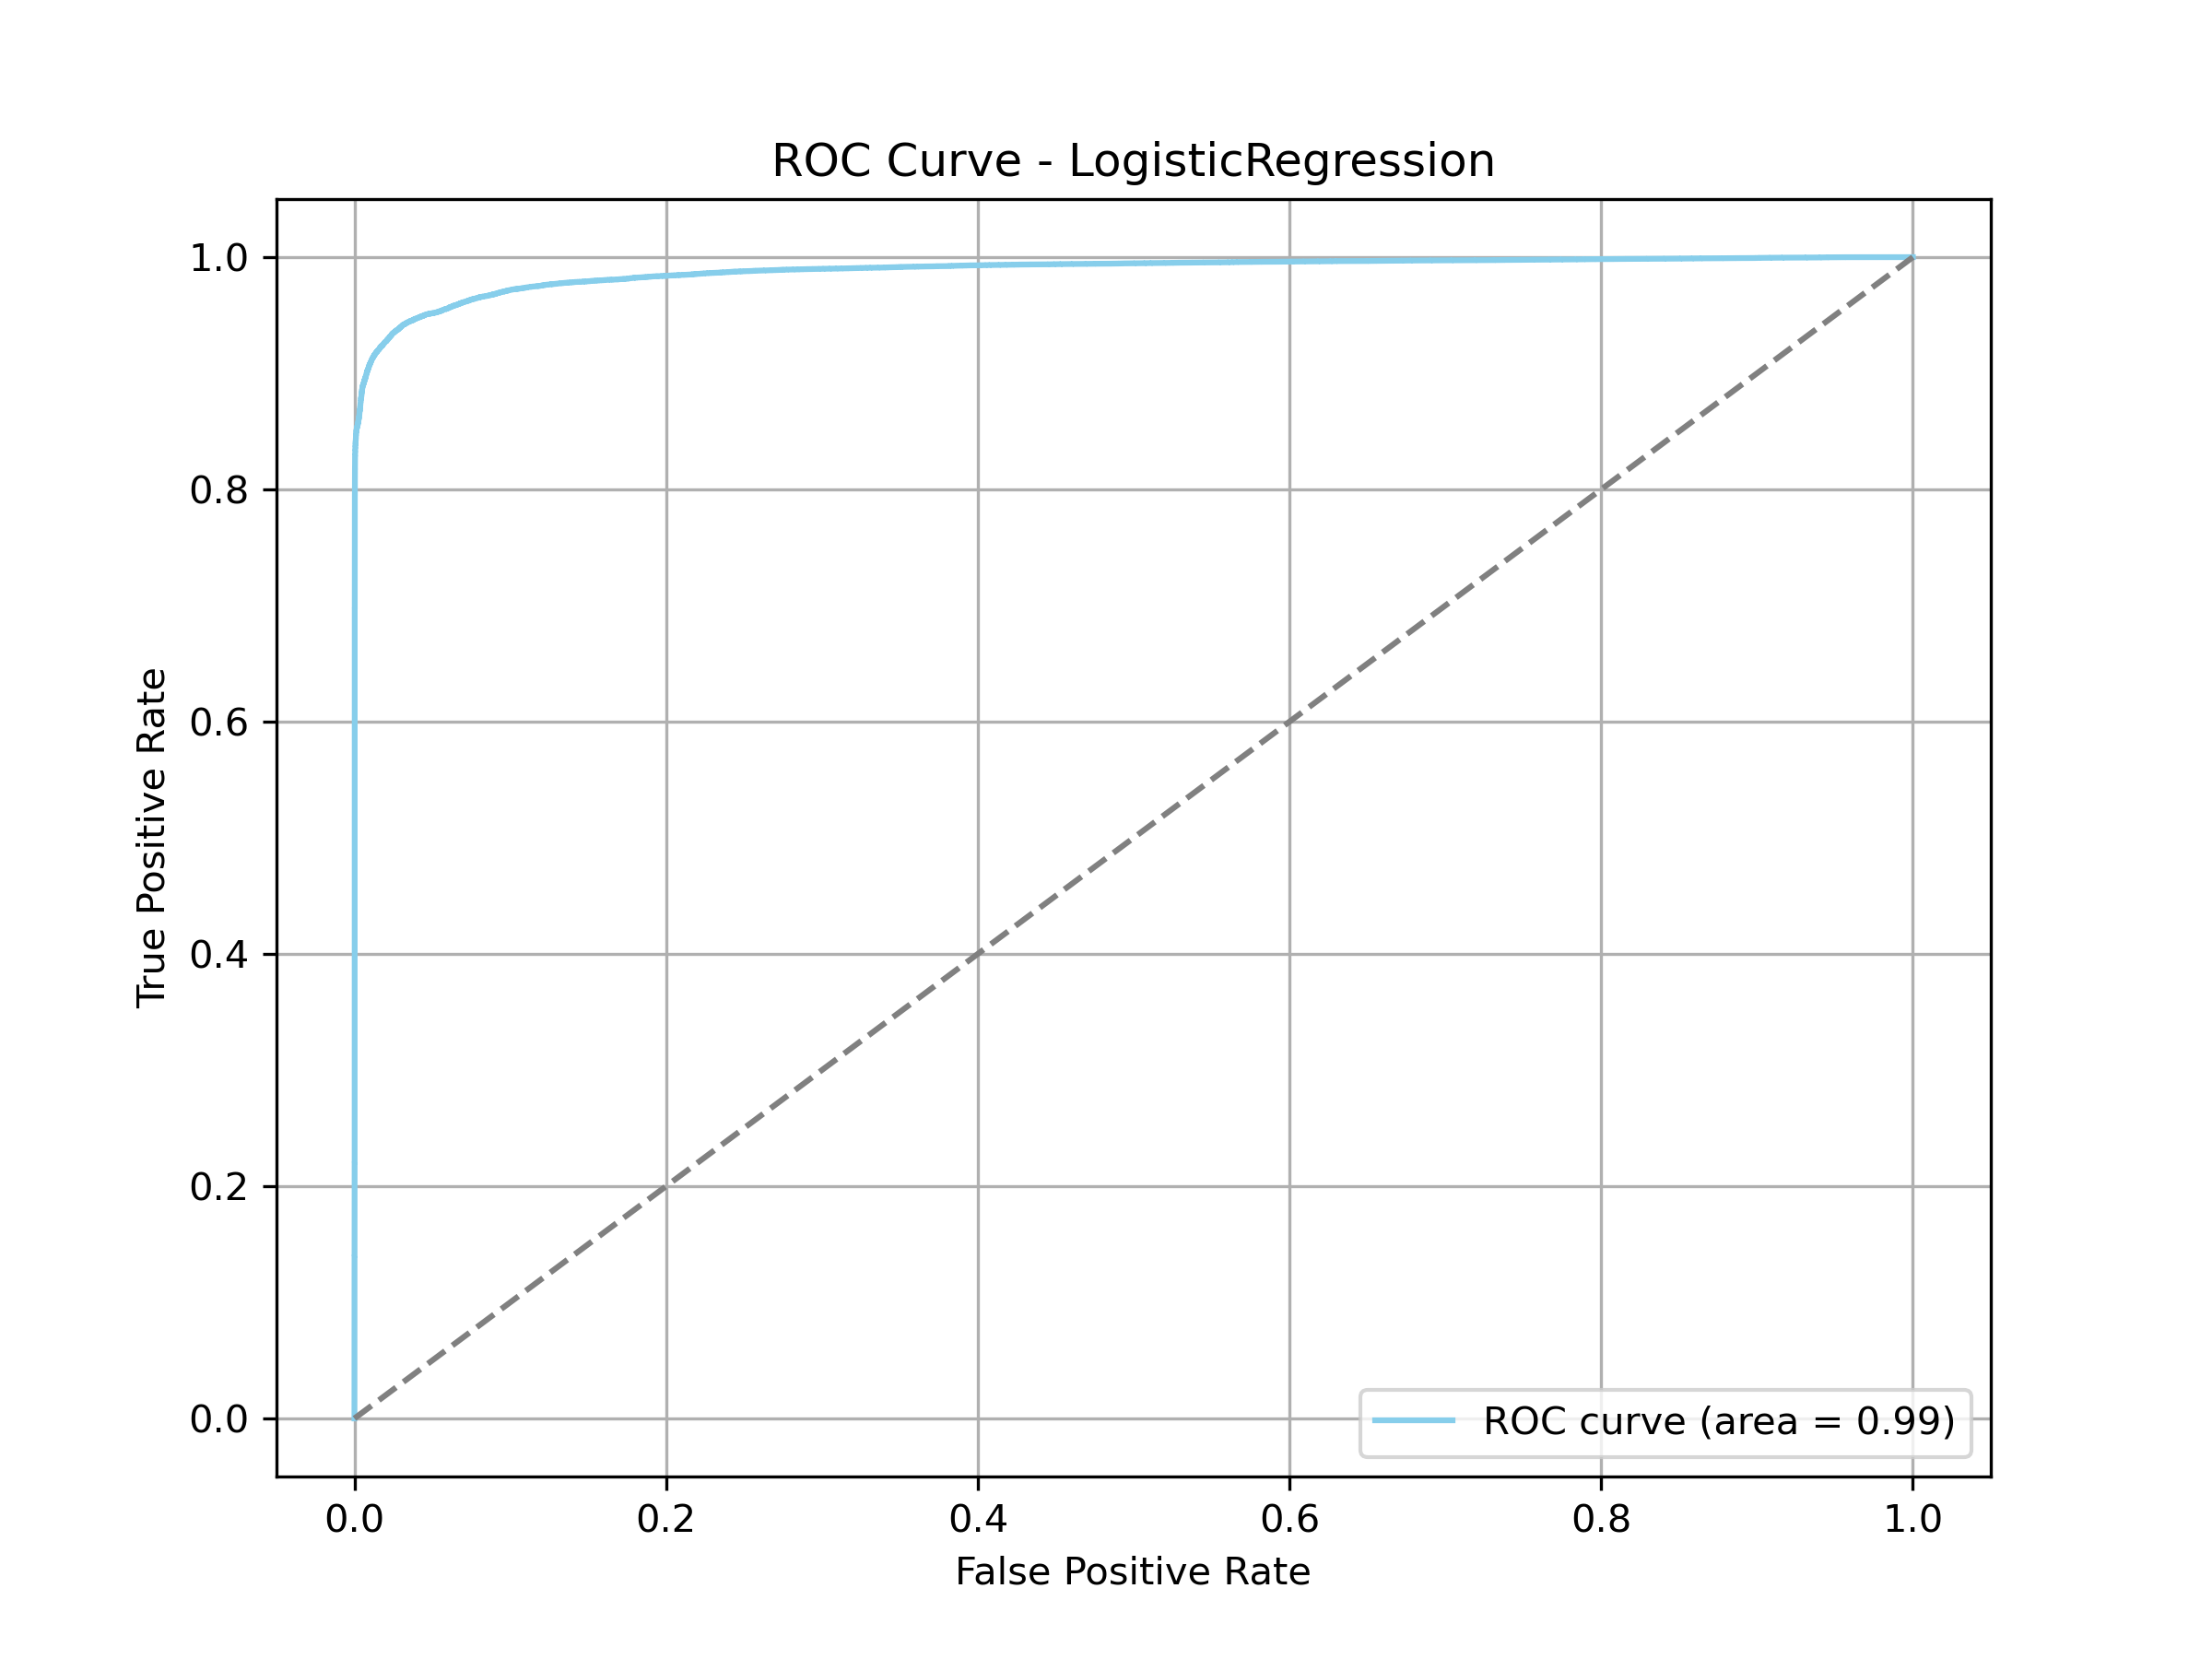 ROC Curve - LogisticRegression
True Positive Rate
1.0
0.8
0.6
0.4
0.2
0.0
ROC curve (area = 0.99)
0.0 0.2 0.4 0.6 0.8 1.0
False Positive Rate